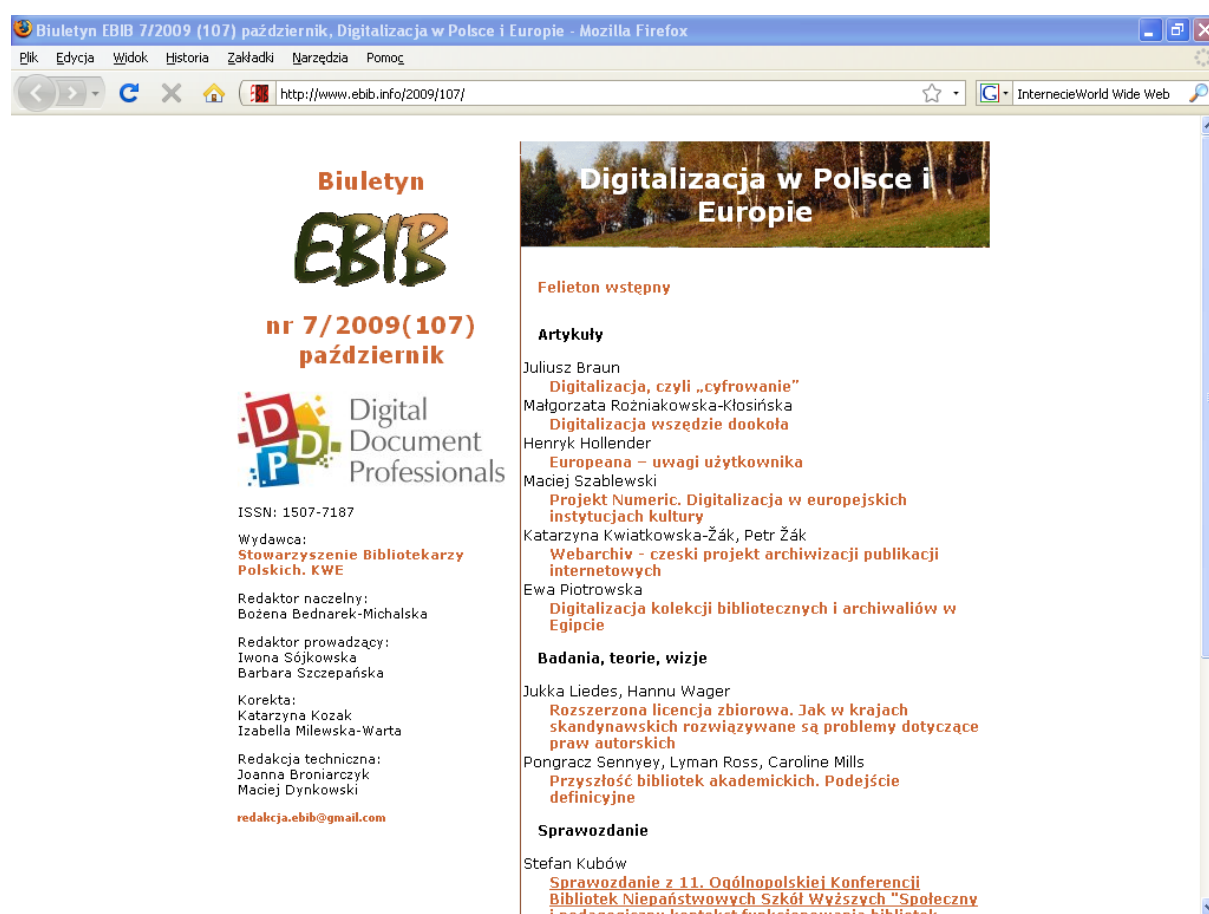 Biuletyn EBIB 7/2009 (107) październik, Digitalizacja w Polsce i Europie - Mozilla Firefox
Plik Edycja Widok Historia Zakładki Narzędzia Pomoc
http://www.ebib.info/2009/107/
G
InternecieWorld Wide Web
Biuletyn
EBIB
nr 7/2009(107)
październik
D D P D
Digital
Document
Professionals
ISSN: 1507-7187
Wydawca:
Stowarzyszenie Bibliotekarzy
Polskich. KWE
Redaktor naczelny:
Bożena Bednarek-Michalska
Redaktor prowadzący:
Iwona Sójkowska
Barbara Szczepańska
Korekta:
Katarzyna Kozak
Izabella Milewska-Warta
Redakcja techniczna:
Joanna Broniarczyk
Maciej Dynkowski
redakcja.ebib@gmail.com
Digitalizacja w Polsce i
Europie
Felieton wstępny
Artykuły
Juliusz Braun
Digitalizacja, czyli „cyfrowanie”
Małgorzata Rożniakowska-Kłosińska
Digitalizacja wszędzie dookoła
Henryk Hollender
Europeana – uwagi użytkownika
Maciej Szablewski
Projekt Numeric. Digitalizacja w europejskich
instytucjach kultury
Katarzyna Kwiatkowska-Žák, Petr Žák
Webarchiv - czeski projekt archiwizacji publikacji
internetowych
Ewa Piotrowska
Digitalizacja kolekcji bibliotecznych i archiwaliów w
Egipcie
Badania, teorie, wizje
Jukka Liedes, Hannu Wager
Rozszerzona licencja zbiorowa. Jak w krajach
skandynawskich rozwiązywane są problemy dotyczące
praw autorskich
Pongracz Sennyey, Lyman Ross, Caroline Mills
Przyszłość bibliotek akademickich. Podejście
definicyjne
Sprawozdanie
Stefan Kubów
Sprawozdanie z 11. Ogólnopolskiej Konferencji
Bibliotek Niepaństwowych Szkół Wyższych "Społeczny
i pedagogiczny kontekst funkcjonowania bibliotek